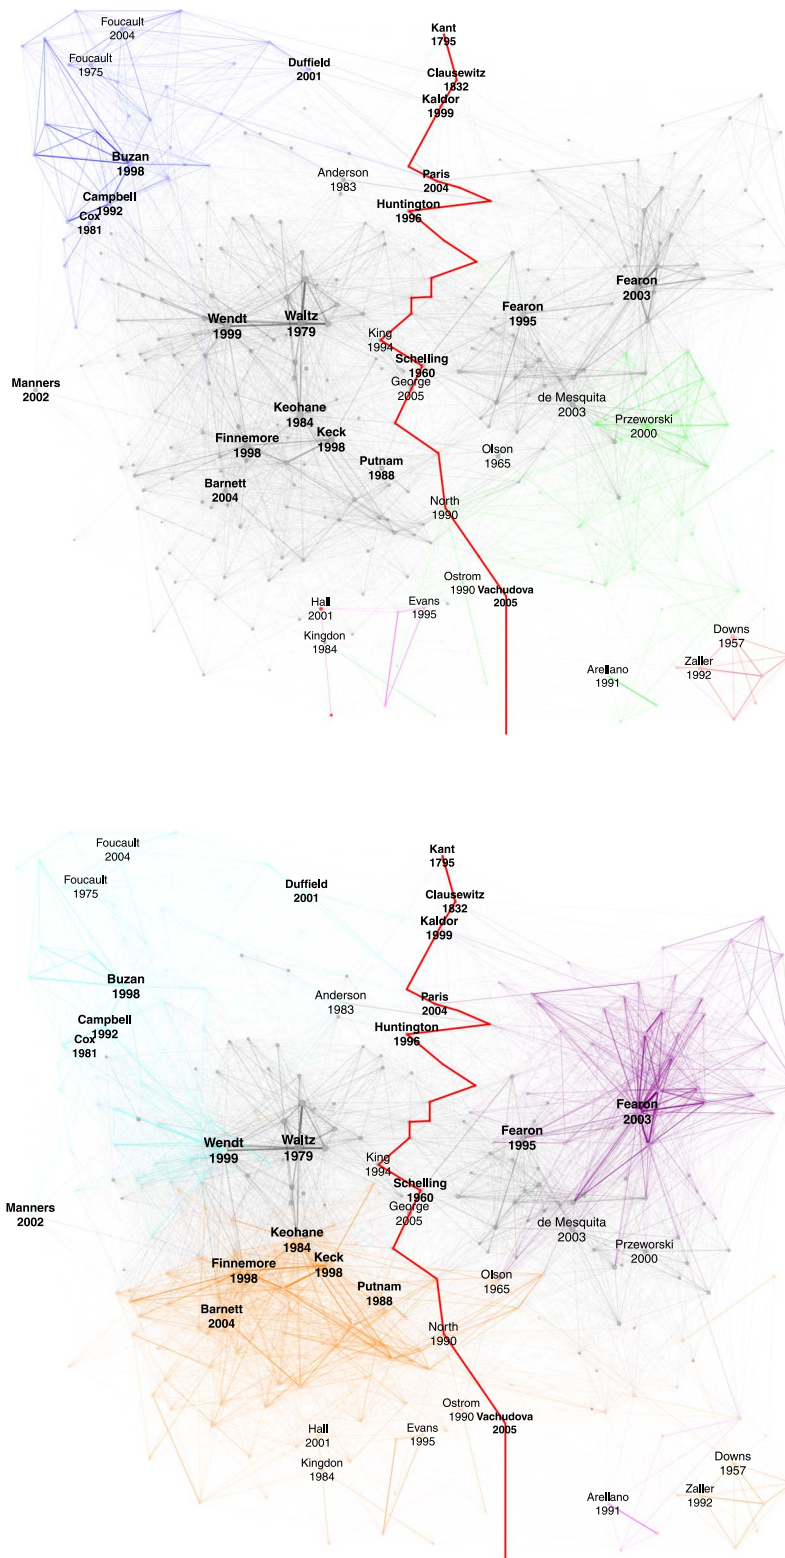 Foucault
2004
Kant
1795
Foucault
1975
Duffield
2001
Clausewitz
1832
Kaldor
1999
Buzan
1998
Anderson
1983
Paris
2004
Campbell
1992
Cox
1981
Huntington
1996
Fearon
2003
Wendt
1999
Waltz
1979
Fearon
1995
King
1994
Schelling
1960
George
2005
Manners
2002
de Mesquita
2003
Keohane
1984
Przeworski
2000
Finnemore
1998
Keck
1998
Olson
1965
Putnam
1988
Barnett
2004
North
1990
Ostrom
1990
Vachudova
2005
Hall
2001
Evans
1995
Kingdon
1984
Downs
1957
Zaller
1992
Arellano
1991
Foucault
2004
Kant
1795
Foucault
1975
Duffield
2001
Clausewitz
1832
Kaldor
1999
Buzan
1998
Anderson
1983
Paris
2004
Campbell
1992
Cox
1981
Huntington
1996
Fearon
2003
Wendt
1999
Waltz
1979
Fearon
1995
King
1994
Schelling
1960
George
2005
Manners
2002
de Mesquita
2003
Keohane
1984
Przeworski
2000
Finnemore
1998
Keck
1998
Olson
1965
Putnam
1988
Barnett
2004
North
1990
Ostrom
1990
Vachudova
2005
Hall
2001
Evans
1995
Kingdon
1984
Downs
1957
Zaller
1992
Arellano
1991